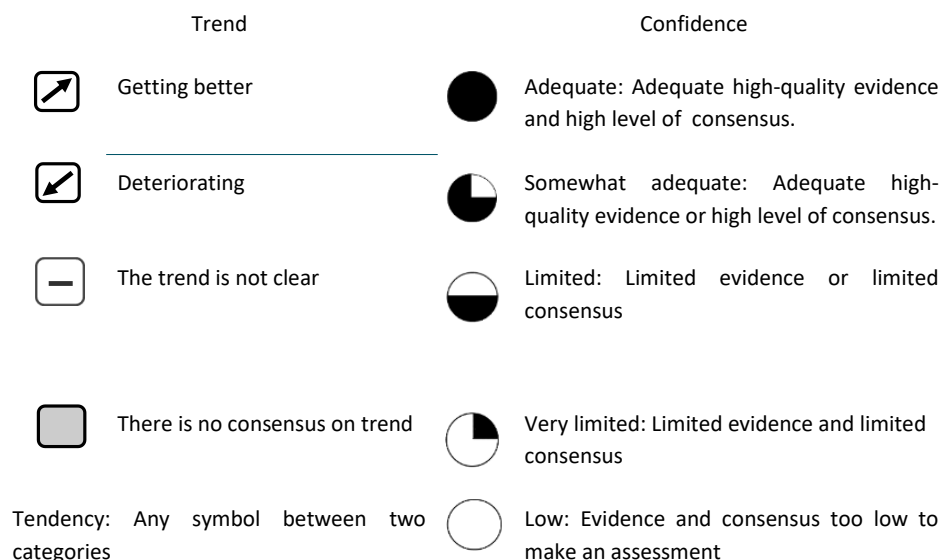 Trend
Confidence
Getting better
Adequate: Adequate high-quality evidence
and high level of consensus.
Deteriorating
Somewhat adequate: Adequate high-
quality evidence or high level of consensus.
The trend is not clear
Limited: Limited evidence or limited
consensus
There is no consensus on trend
Very limited: Limited evidence and limited
consensus
Tendency: Any symbol between two
categories
Low: Evidence and consensus too low to
make an assessment